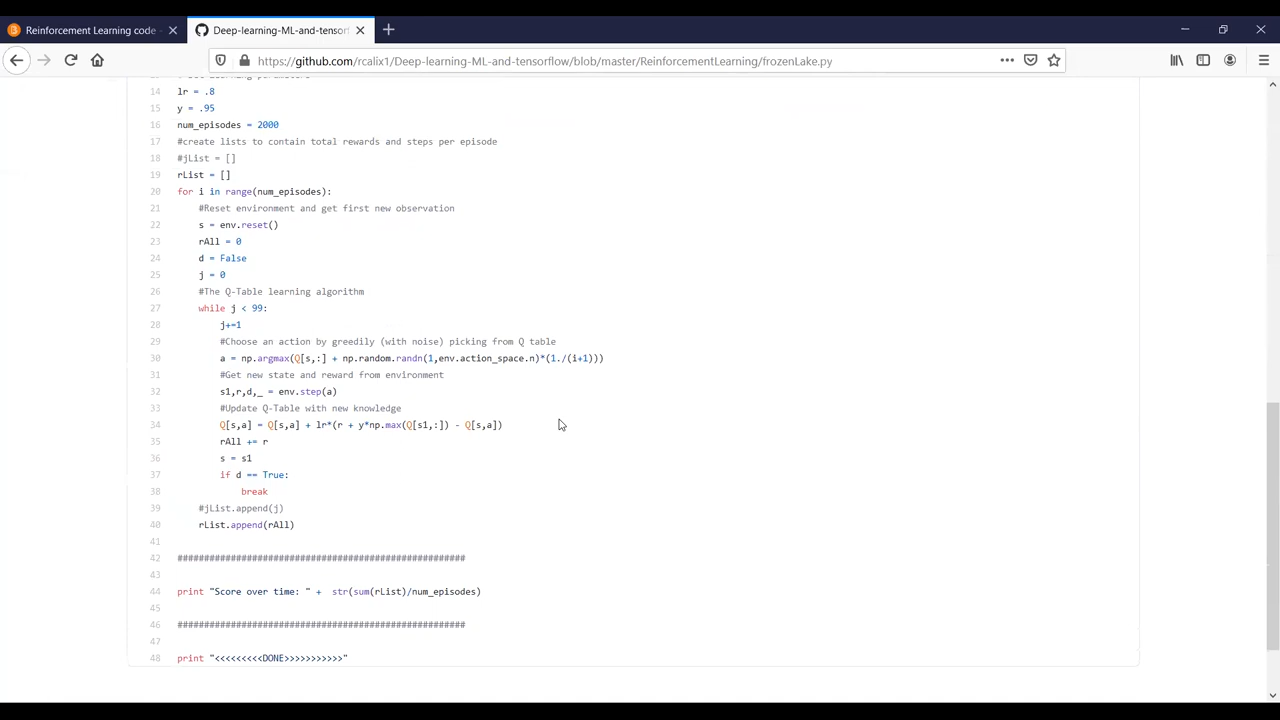 Reinforcement Learning code -
Deep-learning-ML-and-tensorf
https://github.com/rcalix1/Deep-learning-ML-and-tensorflow/blob/master/ReinforcementLearning/frozenLake.py
14 lr = .8
15 y = .95
16 num_episodes = 2000
17 #create lists to contain total rewards and steps per episode
18 #jList = []
19 rList = []
20 for i in range(num_episodes):
21 #Reset environment and get first new observation
22 s = env.reset()
23 rAll = 0
24 d = False
25 j = 0
26 #The Q-Table learning algorithm
27 while j < 99:
28 j+=1
29 #Choose an action by greedily (with noise) picking from Q table
30 a = np.argmax(Q[s,:] + np.random.randn(1,env.action_space.n)*(1./(i+1)))
31 #Get new state and reward from environment
32 s1,r,d,_ = env.step(a)
33 #Update Q-Table with new knowledge
34 Q[s,a] = Q[s,a] + lr*(r + y*np.max(Q[s1,:]) - Q[s,a])
35 rAll += r
36 s = s1
37 if d == True:
38 break
39 #jList.append(j)
40 rList.append(rAll)
41
42 #######################################################
43
44 print "Score over time: " +  str(sum(rList)/num_episodes)
45
46 #######################################################
47
48 print "<<<<<<<<<DONE>>>>>>>>>>>"